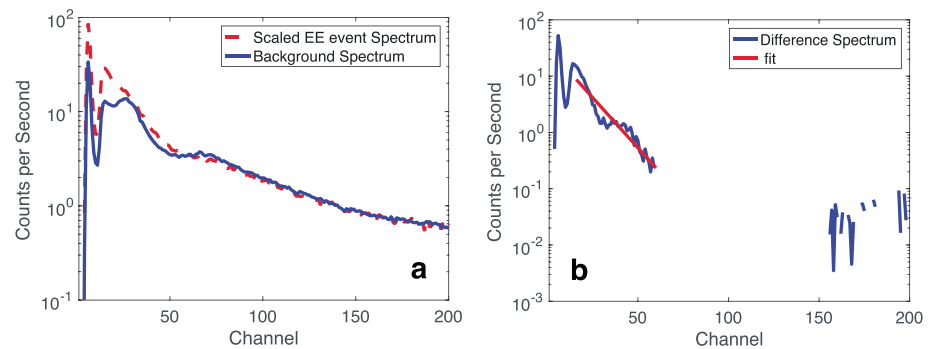 10^2
10^1
10^0
10^-1
Counts per Second
Scaled EE event Spectrum
Background Spectrum
a
50
100
150
200
Channel
10^2
10^1
10^0
10^-1
10^-2
10^-3
Counts per Second
Difference Spectrum
fit
b
50
100
150
200
Channel